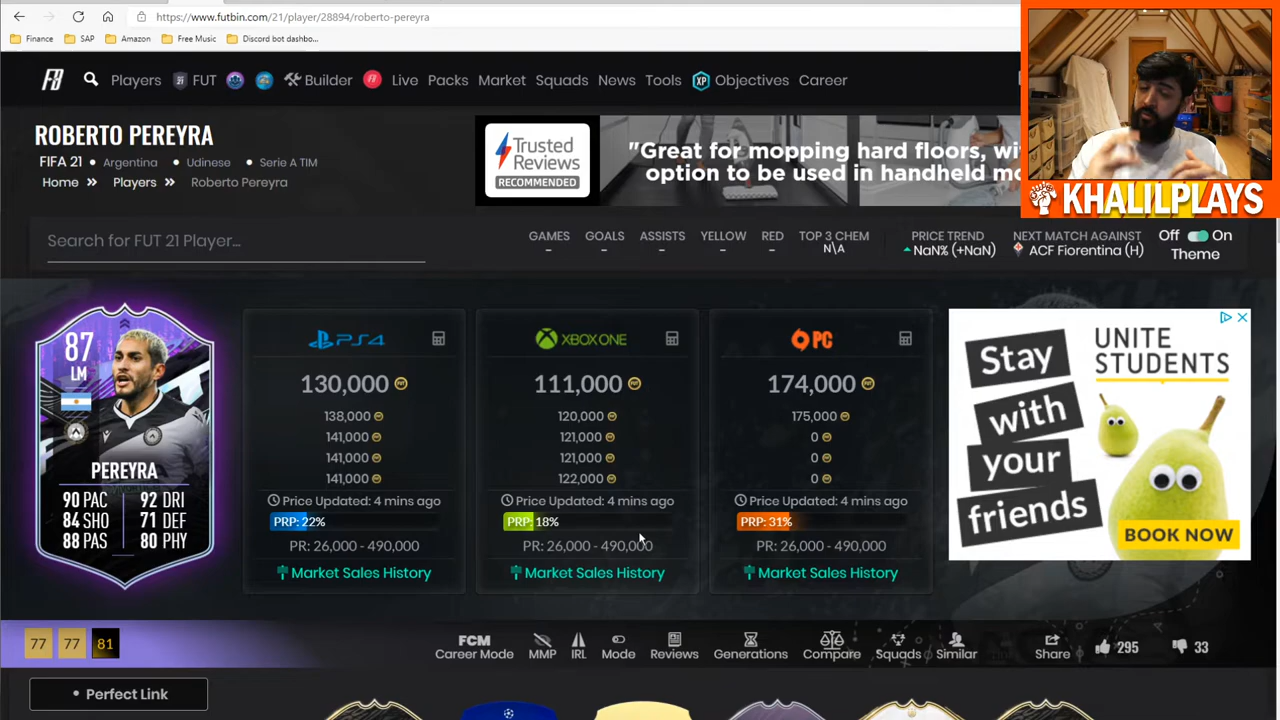 https://www.futbin.com/21/player/28894/roberto-pereyra
Finance SAP Amazon Free Music Discord bot dashbo...
Players FUT Builder Live Packs Market Squads News Tools XP Objectives Career
ROBERTO PEREYRA
FIFA 21 • Argentina • Udinese • Serie A TIM
Home » Players » Roberto Pereyra
Trusted Reviews
RECOMMENDED
"Great for mopping hard floors, wi
option to be used in handheld mo
KHALILPLAYS
Search for FUT 21 Player...
GAMES GOALS ASSISTS YELLOW RED TOP 3 CHEM PRICE TREND NEXT MATCH AGAINST Off On
- - - - - N\A NaN% (+NaN) ACF Fiorentina (H) Theme
87
LM
PEREYRA
90 PAC 92 DRI
84 SHO 71 DEF
88 PAS 80 PHY
PS4
130,000
138,000
141,000
141,000
141,000
Price Updated: 4 mins ago
PRP: 22%
PR: 26,000 - 490,000
Market Sales History
XBOX ONE
111,000
120,000
121,000
121,000
122,000
Price Updated: 4 mins ago
PRP: 18%
PR: 26,000 - 490,000
Market Sales History
PC
174,000
175,000
0
0
0
Price Updated: 4 mins ago
PRP: 31%
PR: 26,000 - 490,000
Market Sales History
UNITE
STUDENTS
Stay
with
your
friends
BOOK NOW
77 77 81
FCM
Career Mode MMP IRL Mode Reviews Generations Compare Squads Similar Share 295 33
• Perfect Link